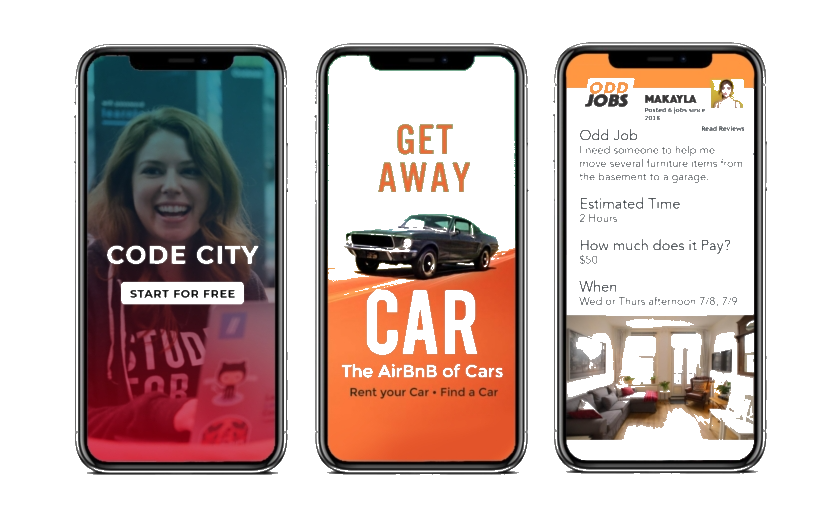 CODE CITY
START FOR FREE
STUD
GET
AWAY
CAR
The AirBnB of Cars
Rent your Car • Find a Car
ODD
JOBS
MAKAYLA
Posted 6 jobs since
2018
Read Reviews
Odd Job
I need someone to help me
move several furniture items from
the basement to a garage.
Estimated Time
2 Hours
How much does it Pay?
$50
When
Wed or Thurs afternoon 7/8, 7/9